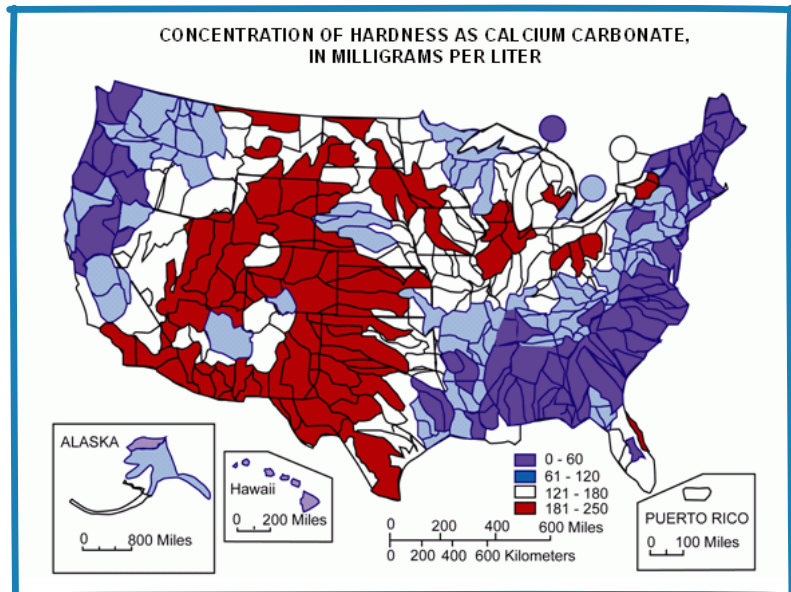 CONCENTRATION OF HARDNESS AS CALCIUM CARBONATE,
IN MILLIGRAMS PER LITER
ALASKA
0 800 Miles
Hawaii
0 200 Miles
0 - 60
61 - 120
121 - 180
181 - 250
0 200 400 600 Miles
0 200 400 600 Kilometers
PUERTO RICO
0 100 Miles